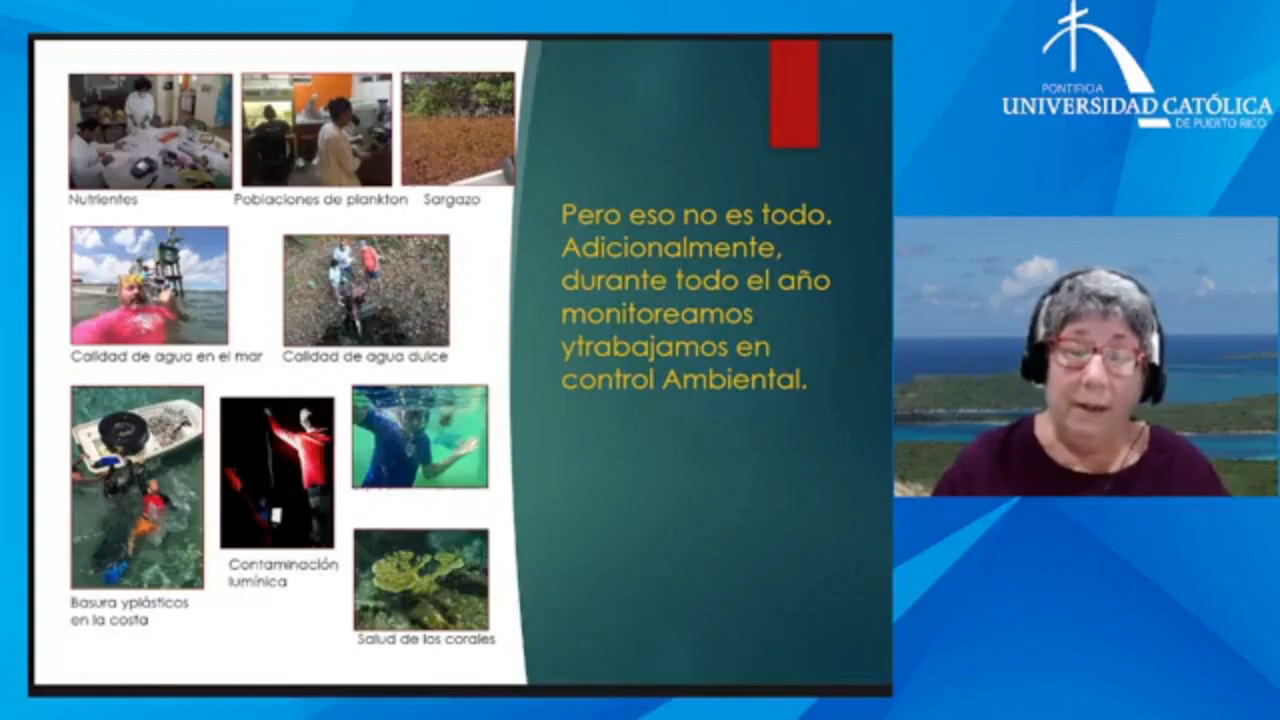 PONTIFICIA
UNIVERSIDAD CATÓLICA
DE PUERTO RICO
Nutrientes
Poblaciones de plankton
Sargazo
Calidad de agua en el mar
Calidad de agua dulce
Basura yplásticos
en la costa
Contaminación
lumínica
Salud de los corales
Pero eso no es todo.
Adicionalmente,
durante todo el año
monitoreamos
ytrabajamos en
control Ambiental.